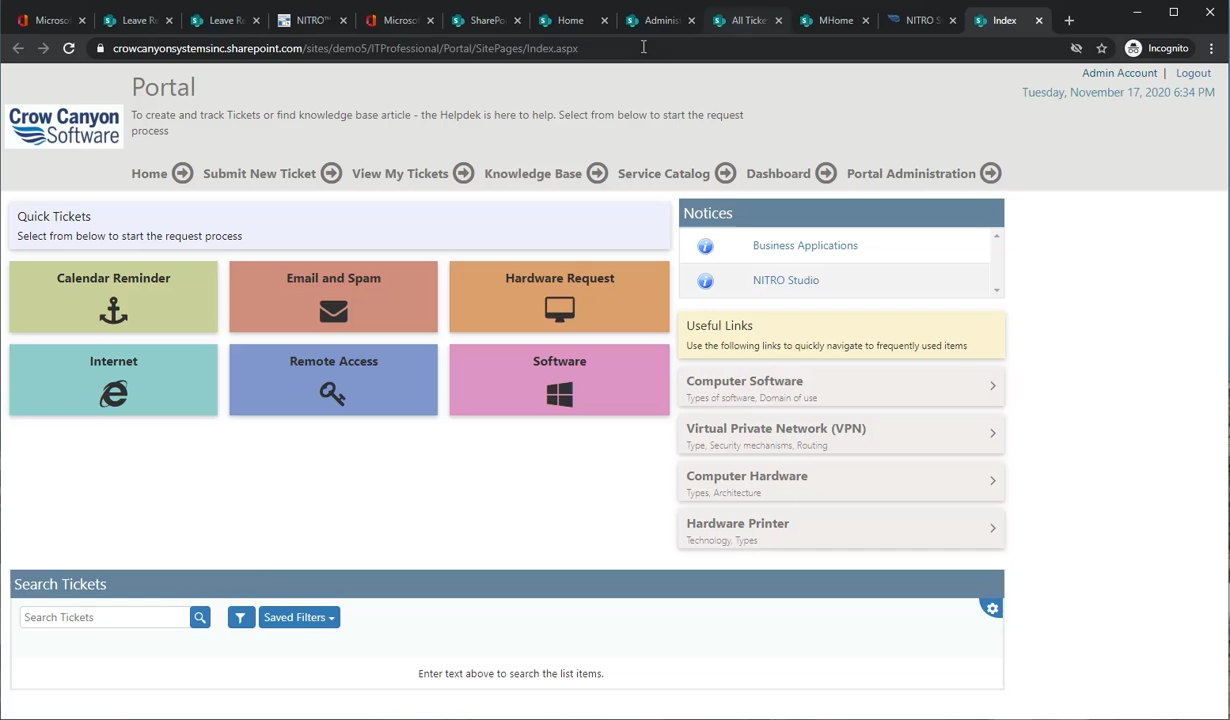 Microso
Leave Re
Leave Re
NITRO™
Microso
SharePo
Home
Adminis
All Ticke
MHome
NITRO S
Index
crowcanyonsystemsinc.sharepoint.com/sites/demo5/ITProfessional/Portal/SitePages/Index.aspx
Incognito
Admin Account | Logout
Tuesday, November 17, 2020 6:34 PM
Crow Canyon
Software
Portal
To create and track Tickets or find knowledge base article - the Helpdek is here to help. Select from below to start the request
process
Home
Submit New Ticket
View My Tickets
Knowledge Base
Service Catalog
Dashboard
Portal Administration
Quick Tickets
Select from below to start the request process
Calendar Reminder
Email and Spam
Hardware Request
Internet
Remote Access
Software
Notices
Business Applications
NITRO Studio
Useful Links
Use the following links to quickly navigate to frequently used items
Computer Software
Types of software, Domain of use
Virtual Private Network (VPN)
Type, Security mechanisms, Routing
Computer Hardware
Types, Architecture
Hardware Printer
Technology, Types
Search Tickets
Search Tickets
Saved Filters
Enter text above to search the list items.